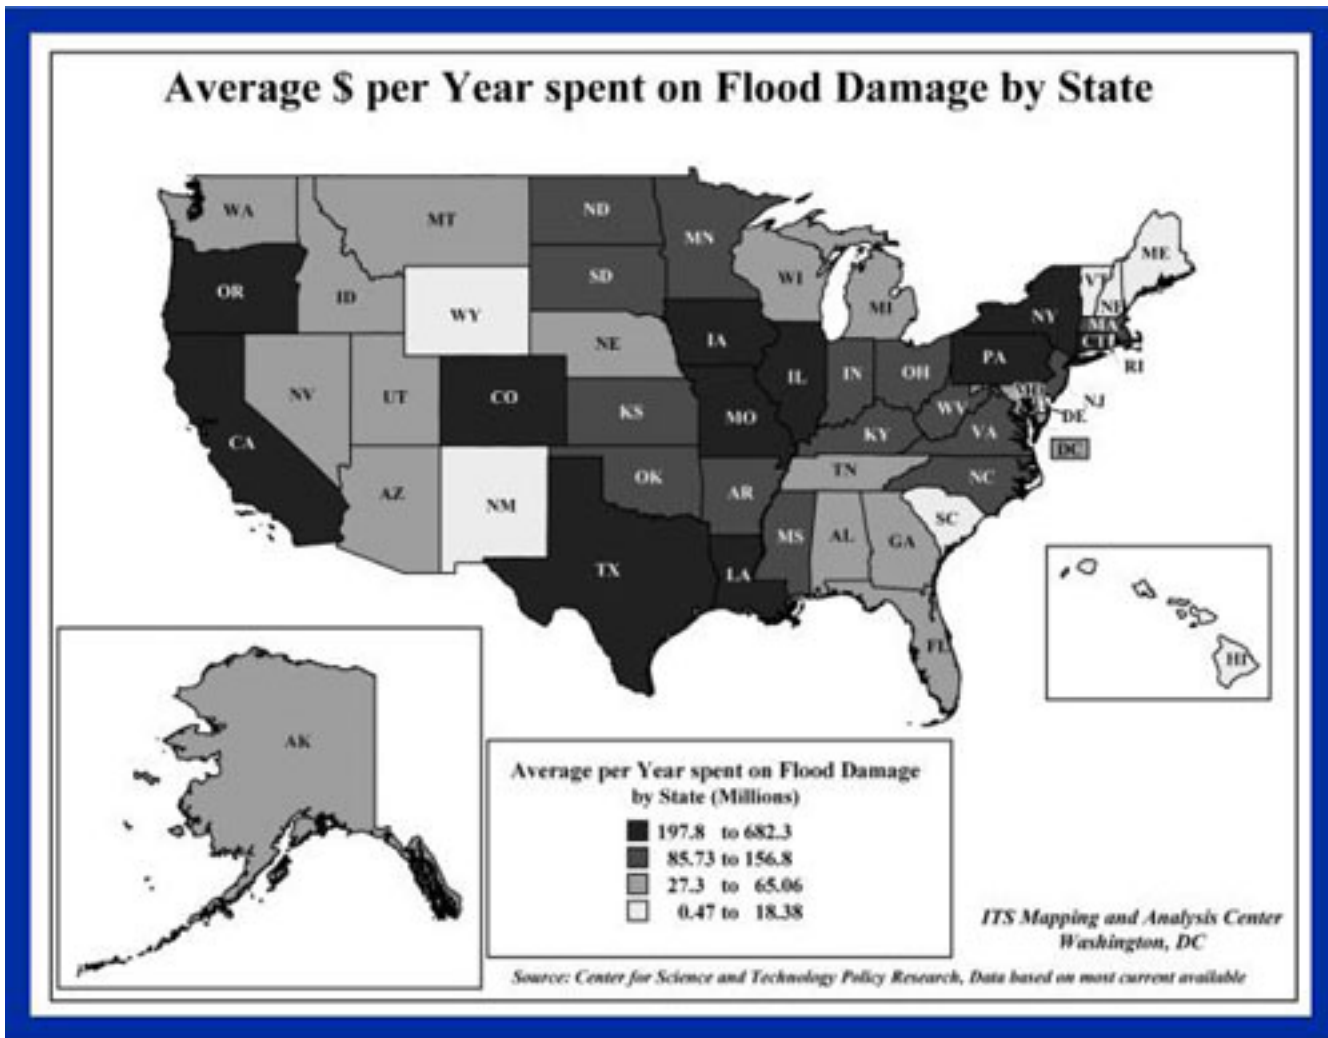 Average $ per Year spent on Flood Damage by State
WA
MT
ND
MN
OR
ID
SD
WI
MI
ME
VT
NH
WY
NY
MA
CT
RI
IA
NE
PA
NV
UT
CO
IL
IN
OH
NJ
DE
KS
MO
WV
VA
DC
CA
KY
AZ
NM
OK
AR
TN
NC
SC
MS
AL
GA
TX
LA
FL
HI
AK
Average per Year spent on Flood Damage
by State (Millions)
197.8 to 682.3
85.73 to 156.8
27.3 to 65.06
0.47 to 18.38
ITS Mapping and Analysis Center
Washington, DC
Source: Center for Science and Technology Policy Research, Data based on most current available